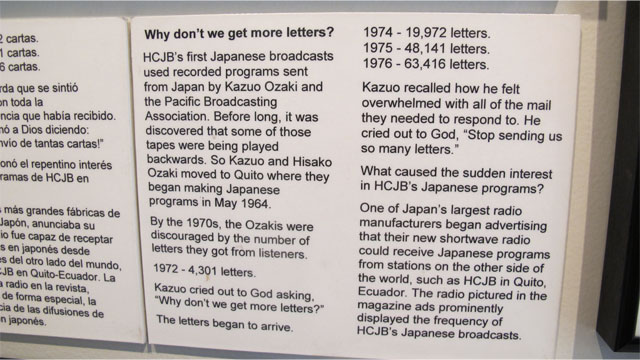 2 cartas.
1 cartas.
6 cartas.
rda que se sintió
on toda la
ncia que había recibido.
mó a Dios diciendo:
nvío de tantas cartas!"
onó el repentino interés
ramas de HCJB en
s más grandes fábricas de
Japón, anunciaba su
io fue capaz de receptar
s en japonés desde
es del otro lado del mundo,
CJB en Quito-Ecuador. La
a radio en la revista,
de forma especial, la
cia de las difusiones de
n japonés.
Why don't we get more letters?
HCJB's first Japanese broadcasts
used recorded programs sent
from Japan by Kazuo Ozaki and
the Pacific Broadcasting
Association. Before long, it was
discovered that some of those
tapes were being played
backwards. So Kazuo and Hisako
Ozaki moved to Quito where they
began making Japanese
programs in May 1964.
By the 1970s, the Ozakis were
discouraged by the number of
letters they got from listeners.
1972 - 4,301 letters.
Kazuo cried out to God asking,
"Why don't we get more letters?"
The letters began to arrive.
1974 - 19,972 letters.
1975 - 48,141 letters.
1976 - 63,416 letters.
Kazuo recalled how he felt
overwhelmed with all of the mail
they needed to respond to. He
cried out to God, "Stop sending us
so many letters."
What caused the sudden interest
in HCJB's Japanese programs?
One of Japan's largest radio
manufacturers began advertising
that their new shortwave radio
could receive Japanese programs
from stations on the other side of
the world, such as HCJB in Quito,
Ecuador. The radio pictured in the
magazine ads prominently
displayed the frequency of
HCJB's Japanese broadcasts.